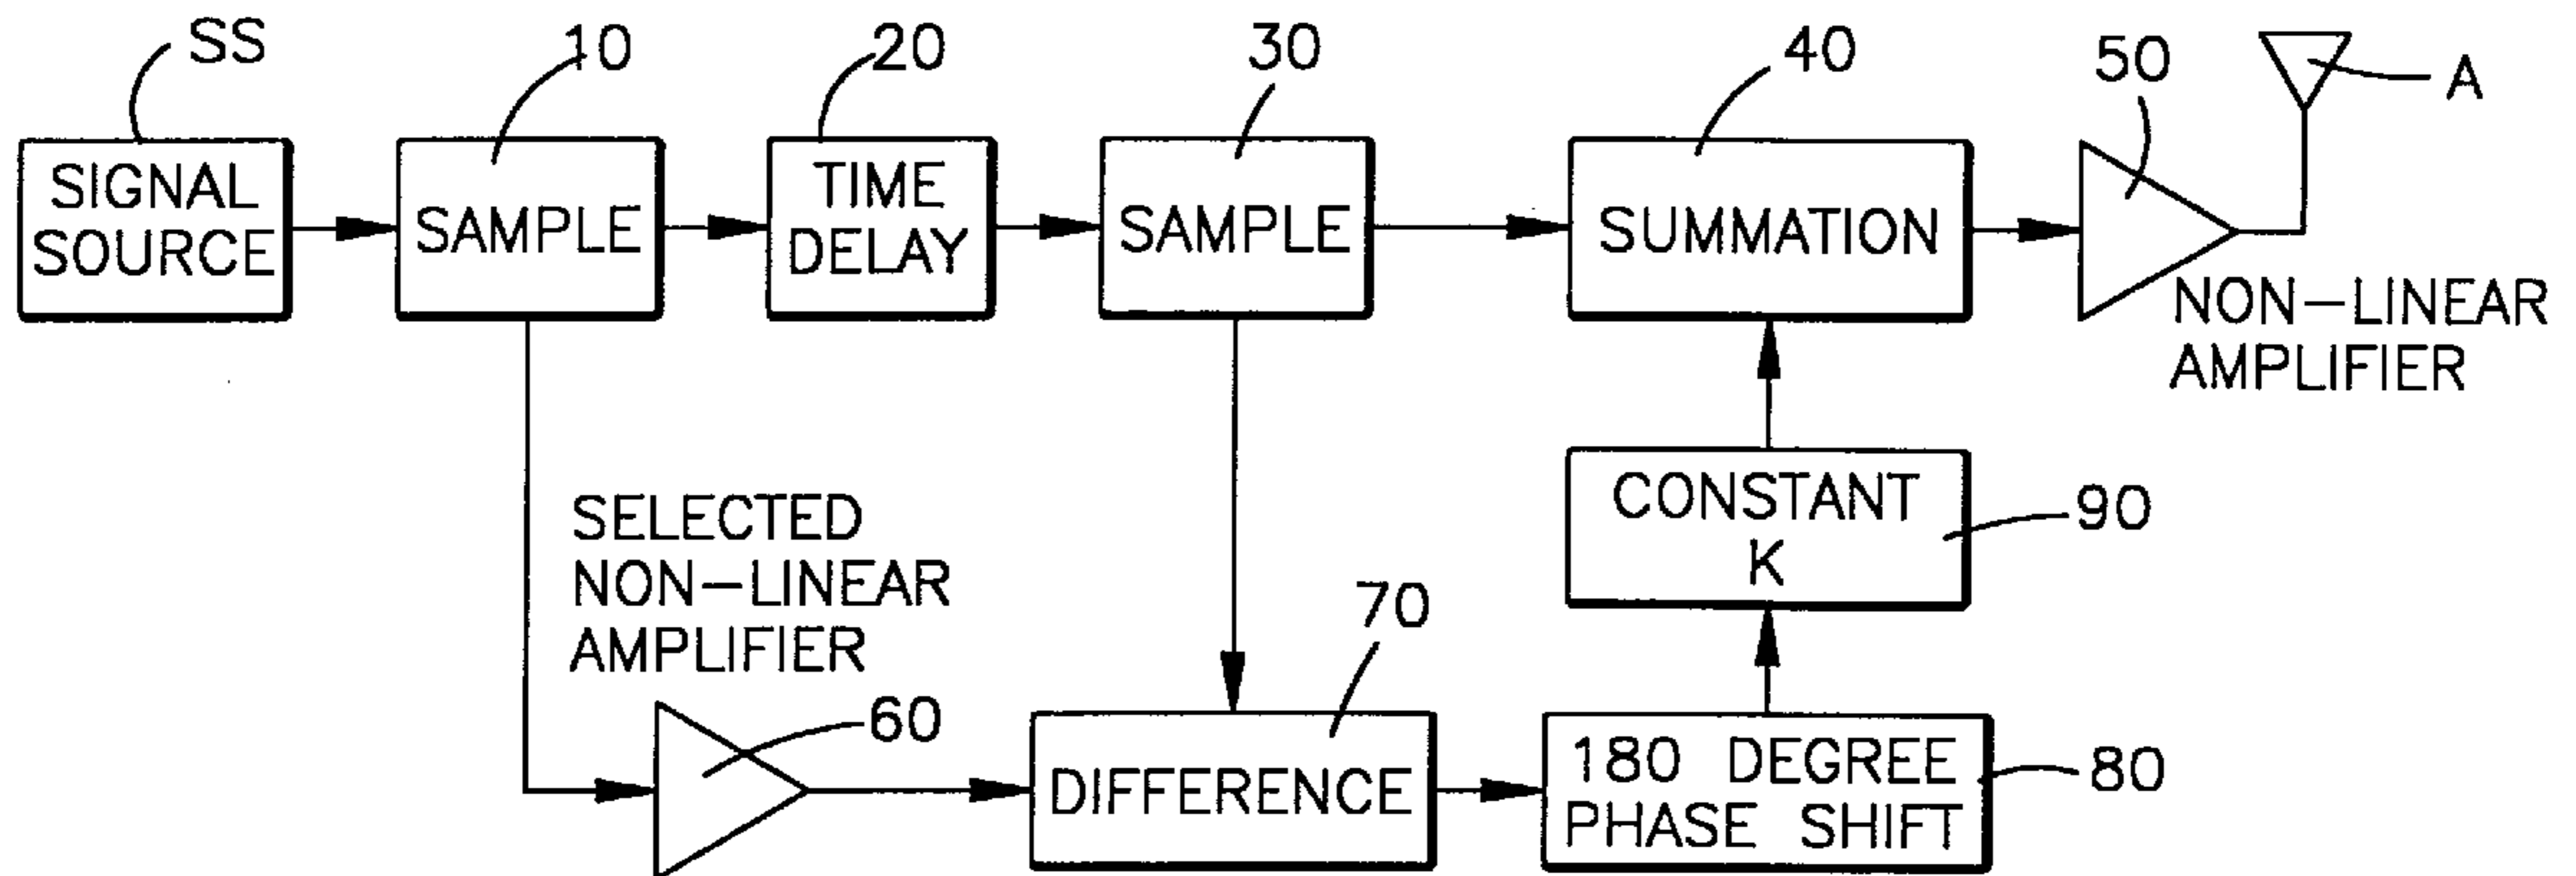 SS
10
20
30
40
50
A
SIGNAL
SOURCE
SAMPLE
TIME
DELAY
SAMPLE
SUMMATION
NON-LINEAR
AMPLIFIER
SELECTED
NON-LINEAR
AMPLIFIER
60
70
DIFFERENCE
CONSTANT
K
90
180 DEGREE
PHASE SHIFT
80